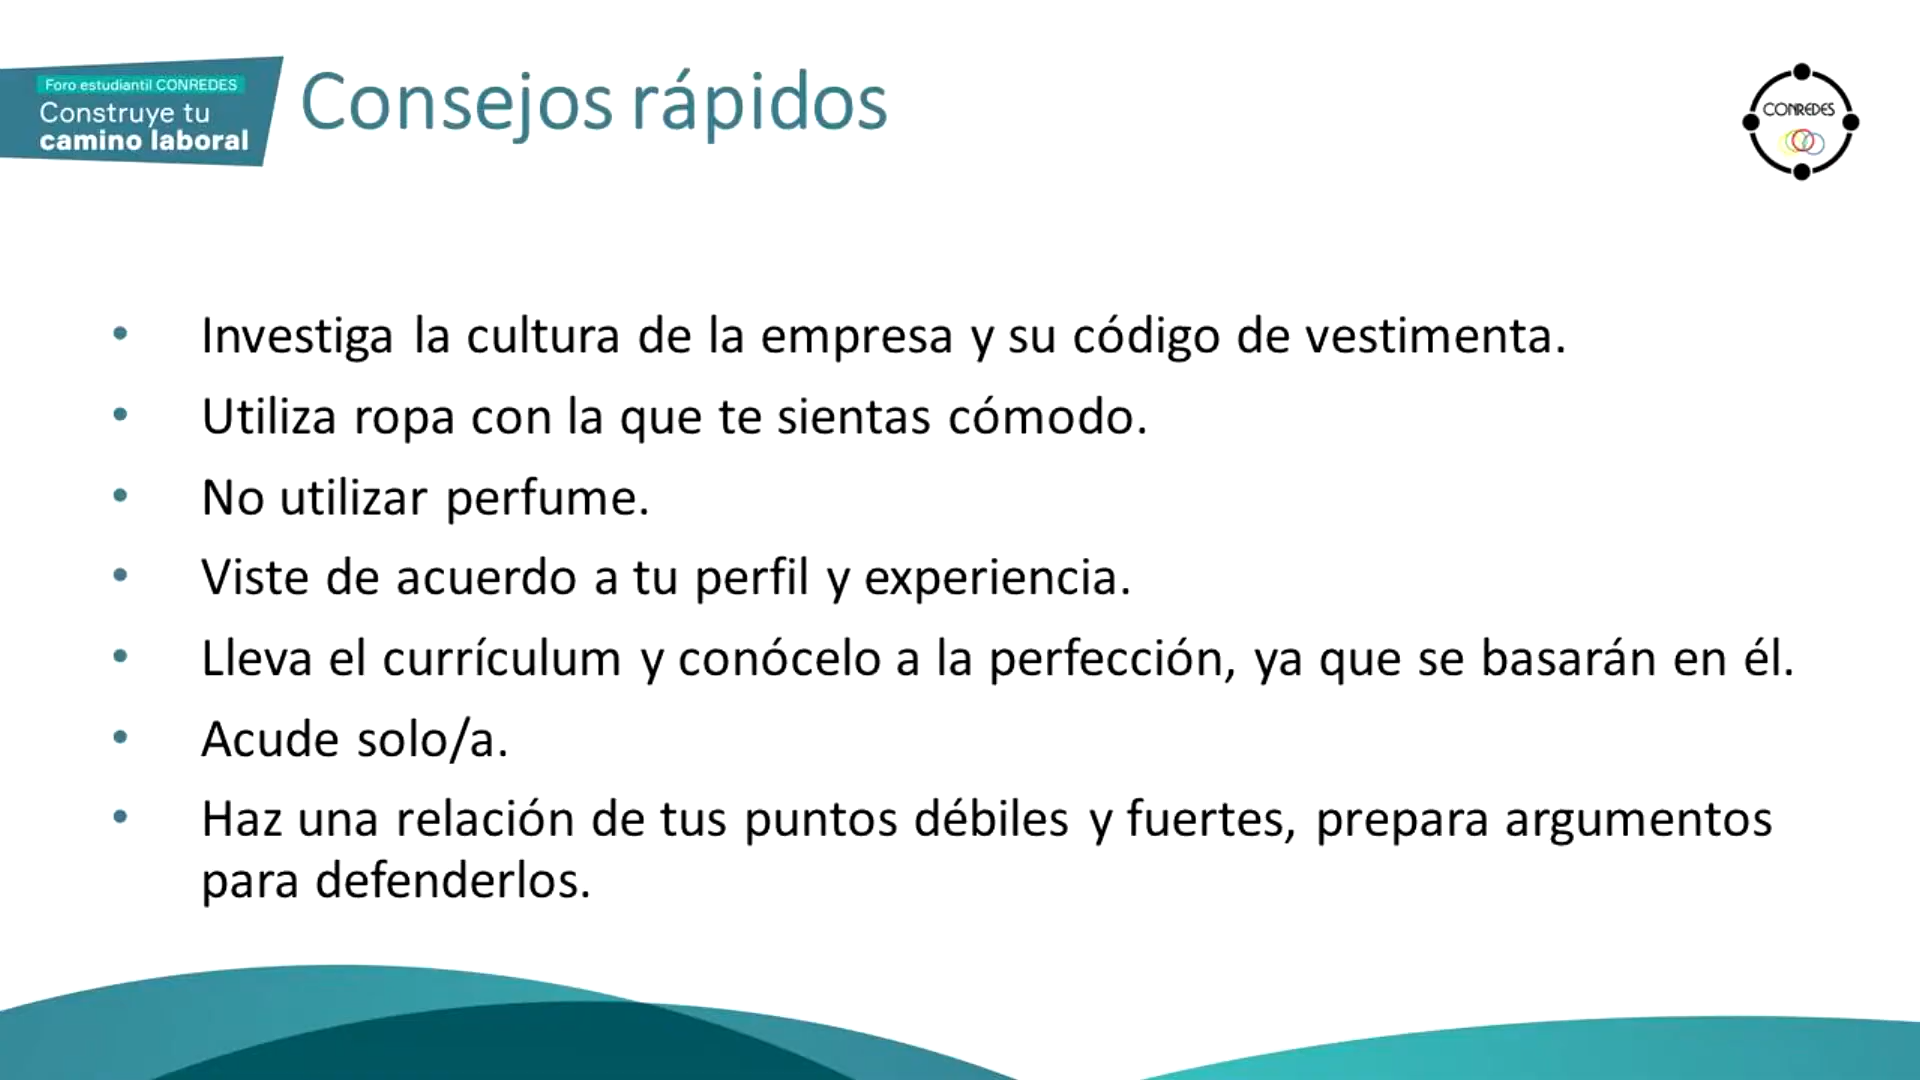 Foro estudiantil CONREDES
Construye tu
camino laboral
Consejos rápidos
CONREDES
• Investiga la cultura de la empresa y su código de vestimenta.
• Utiliza ropa con la que te sientas cómodo.
• No utilizar perfume.
• Viste de acuerdo a tu perfil y experiencia.
• Lleva el currículum y conócelo a la perfección, ya que se basarán en él.
• Acude solo/a.
• Haz una relación de tus puntos débiles y fuertes, prepara argumentos
para defenderlos.